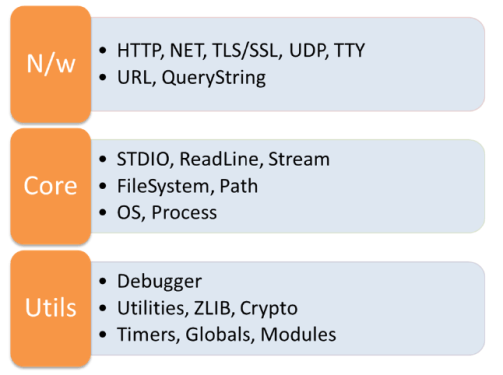 N/w
• HTTP, NET, TLS/SSL, UDP, TTY
• URL, QueryString
Core
• STDIO, ReadLine, Stream
• FileSystem, Path
• OS, Process
Utils
• Debugger
• Utilities, ZLIB, Crypto
• Timers, Globals, Modules